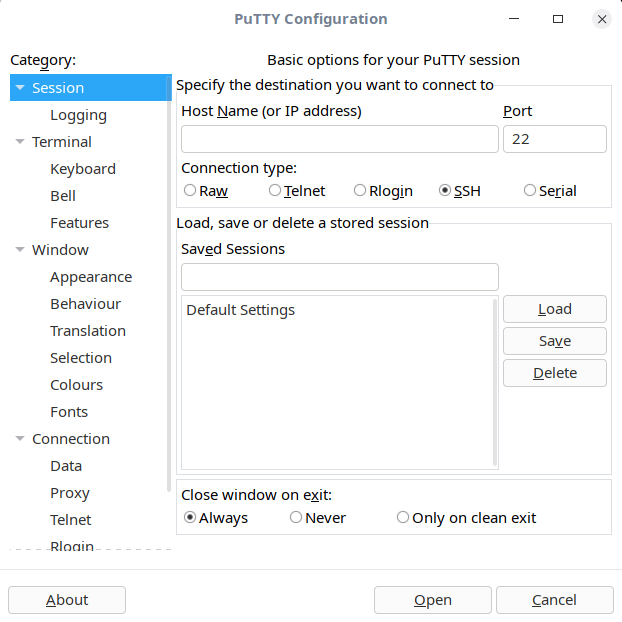 PuTTY Configuration
Category:
Session
Logging
Terminal
Keyboard
Bell
Features
Window
Appearance
Behaviour
Translation
Selection
Colours
Fonts
Connection
Data
Proxy
Telnet
Rlogin
Basic options for your PuTTY session
Specify the destination you want to connect to
Host Name (or IP address) Port
22
Connection type:
Raw Telnet Rlogin SSH Serial
Load, save or delete a stored session
Saved Sessions
Default Settings
Load
Save
Delete
Close window on exit:
Always Never Only on clean exit
About Open Cancel